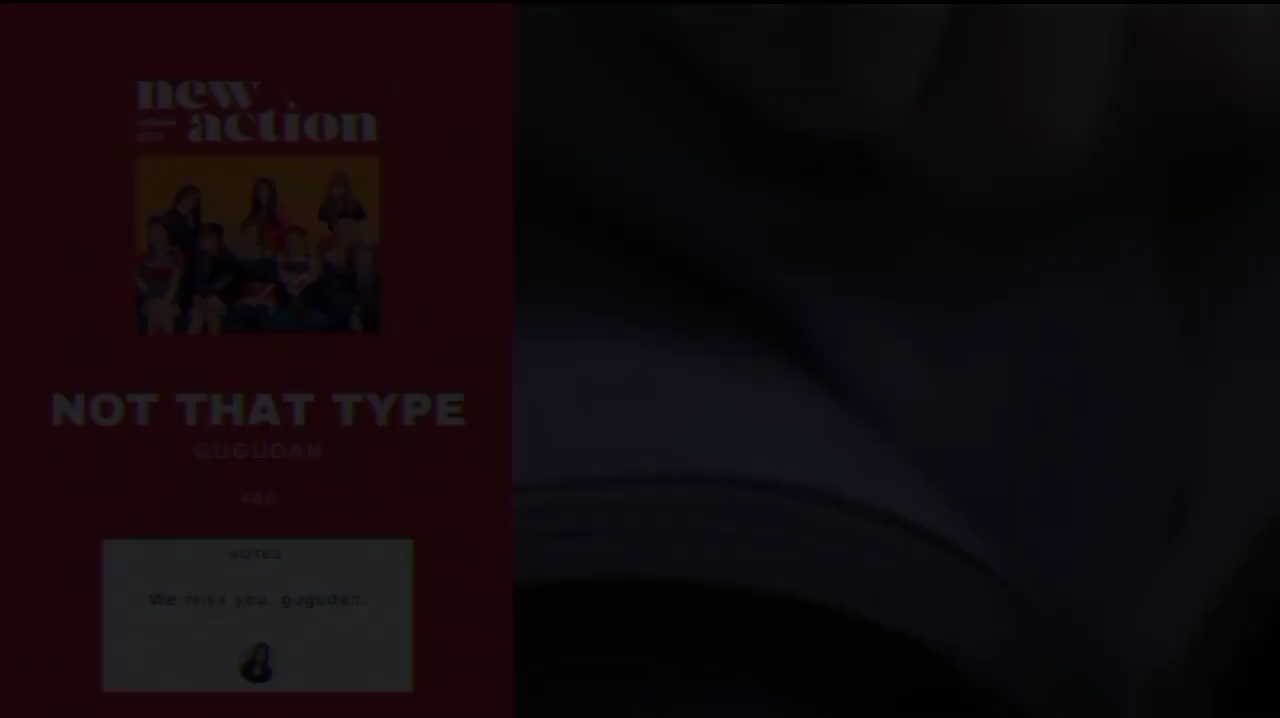 new
action
NOT THAT TYPE
GUGUDAN
NOTES
We miss you, gugudan